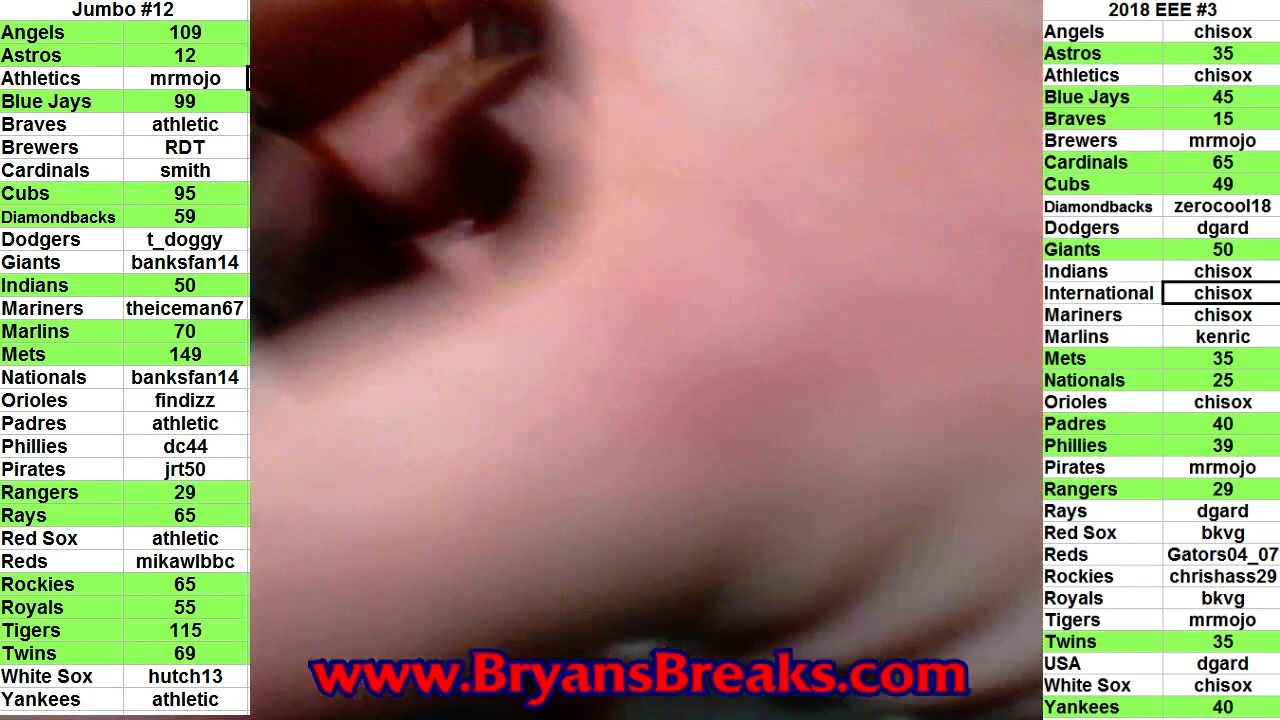 Jumbo #12
Angels 109
Astros 12
Athletics mrmojo
Blue Jays 99
Braves athletic
Brewers RDT
Cardinals smith
Cubs 95
Diamondbacks 59
Dodgers t_doggy
Giants banksfan14
Indians 50
Mariners theiceman67
Marlins 70
Mets 149
Nationals banksfan14
Orioles findizz
Padres athletic
Phillies dc44
Pirates jrt50
Rangers 29
Rays 65
Red Sox athletic
Reds mikawlbbc
Rockies 65
Royals 55
Tigers 115
Twins 69
White Sox hutch13
Yankees athletic
www.BryansBreaks.com
2018 EEE #3
Angels chisox
Astros 35
Athletics chisox
Blue Jays 45
Braves 15
Brewers mrmojo
Cardinals 65
Cubs 49
Diamondbacks zerocool18
Dodgers dgard
Giants 50
Indians chisox
International chisox
Mariners chisox
Marlins kenric
Mets 35
Nationals 25
Orioles chisox
Padres 40
Phillies 39
Pirates mrmojo
Rangers 29
Rays dgard
Red Sox bkvg
Reds Gators04_07
Rockies chrishass29
Royals bkvg
Tigers mrmojo
Twins 35
USA dgard
White Sox chisox
Yankees 40